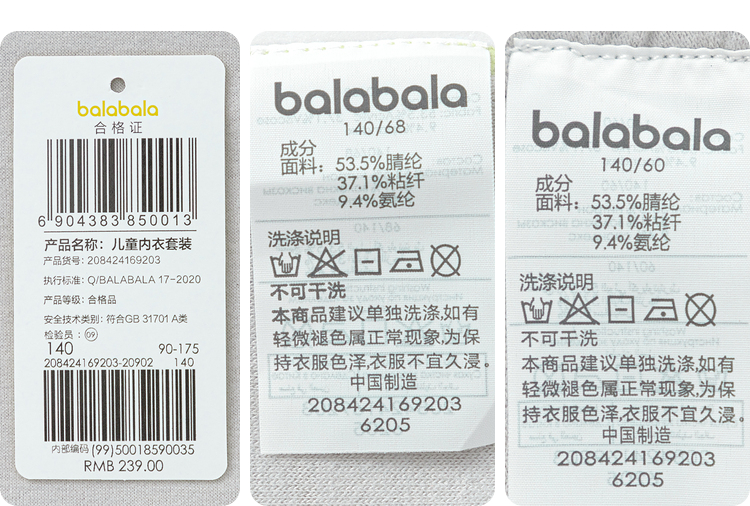 balabala
合格证
6 904383 850013
产品名称：儿童内衣套装
产品货号：208424169203
执行标准：Q/BALABALA 17-2020
产品等级：合格品
安全技术类别：符合GB 31701 A类
检验员：09
140 90-175
208424169203-20902 140
内部编码 (99)50018590035
RMB 239.00
balabala
140/68
成分
面料：53.5%腈纶
37.1%粘纤
9.4%氨纶
洗涤说明
不可干洗
本商品建议单独洗涤,如有
轻微褪色属正常现象,为保
持衣服色泽,衣服不宜久浸。
中国制造
208424169203
6205
balabala
140/60
成分
面料：53.5%腈纶
37.1%粘纤
9.4%氨纶
洗涤说明
不可干洗
本商品建议单独洗涤,如有
轻微褪色属正常现象,为保
持衣服色泽,衣服不宜久浸。
中国制造
208424169203
6205